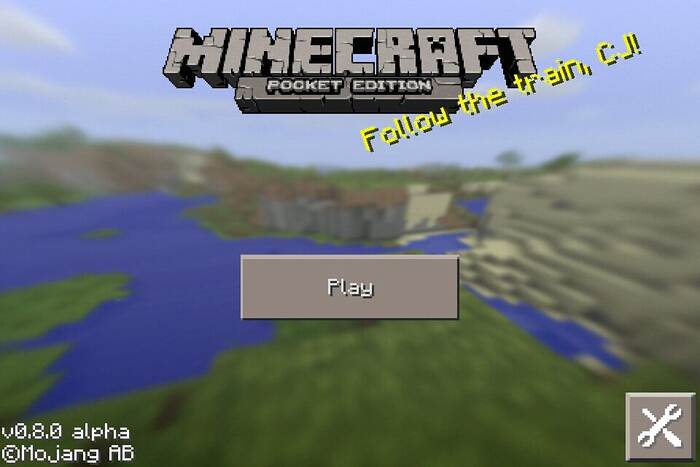 MINECRAFT
POCKET EDITION
Follow the train, CJ!
Play
v0.8.0 alpha
©Mojang AB